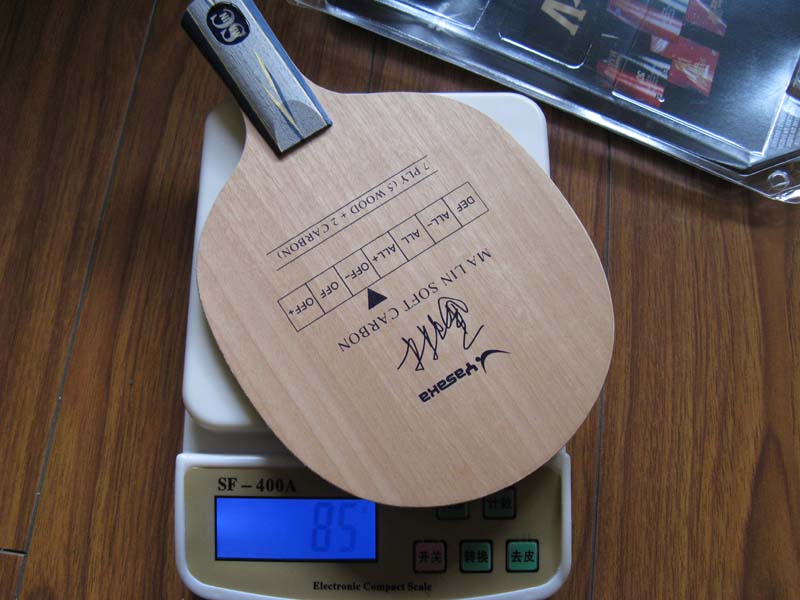 7 PLY (5 WOOD + 2 CARBON)
DEF ALL- ALL ALL+ OFF- OFF OFF+
MA LIN SOFT CARBON
Yasaka
SF-400A
85
计数
开关 转换 去皮
Electronic Compact Scale